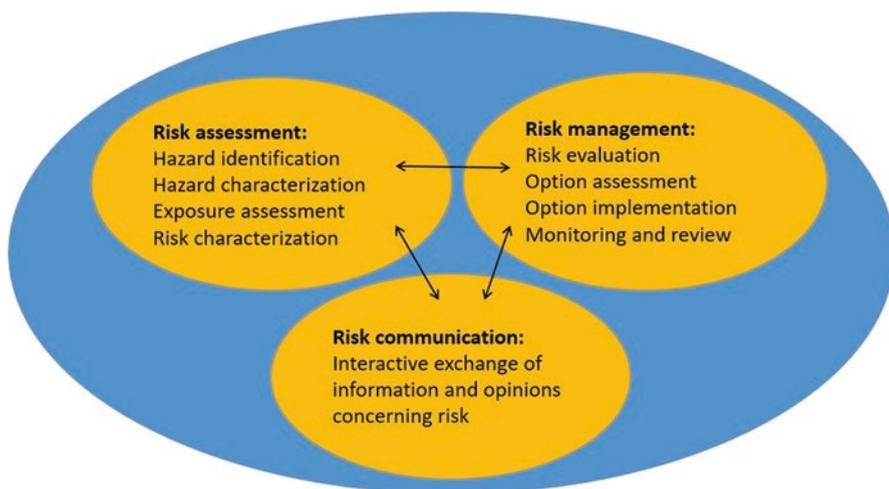 Risk assessment:
Hazard identification
Hazard characterization
Exposure assessment
Risk characterization
Risk management:
Risk evaluation
Option assessment
Option implementation
Monitoring and review
Risk communication:
Interactive exchange of
information and opinions
concerning risk